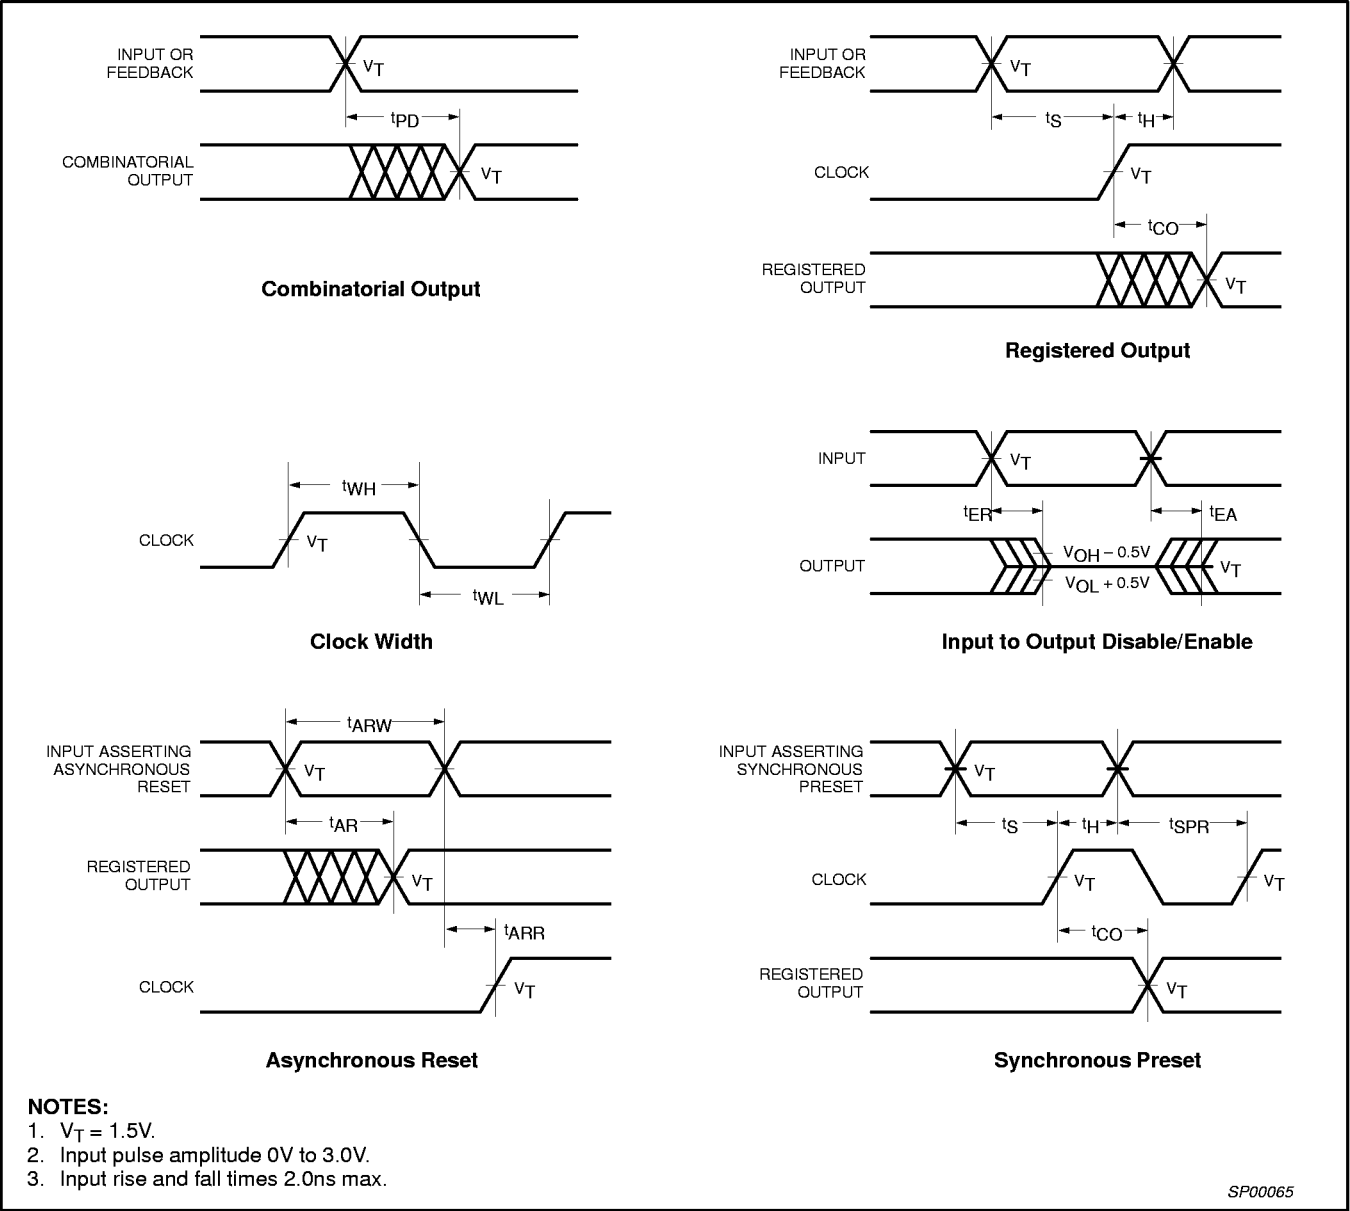 INPUT OR
FEEDBACK
VT
tPD
COMBINATORIAL
OUTPUT
VT
Combinatorial Output
INPUT OR
FEEDBACK
VT
tS
tH
CLOCK
VT
tCO
REGISTERED
OUTPUT
VT
Registered Output
tWH
CLOCK
VT
tWL
Clock Width
INPUT
VT
tER
tEA
OUTPUT
VOH – 0.5V
VT
VOL + 0.5V
Input to Output Disable/Enable
tARW
INPUT ASSERTING
ASYNCHRONOUS
RESET
VT
tAR
REGISTERED
OUTPUT
VT
tARR
CLOCK
VT
Asynchronous Reset
INPUT ASSERTING
SYNCHRONOUS
PRESET
VT
tS
tH
tSPR
CLOCK
VT
VT
tCO
REGISTERED
OUTPUT
VT
Synchronous Preset
NOTES:
1. VT = 1.5V.
2. Input pulse amplitude 0V to 3.0V.
3. Input rise and fall times 2.0ns max.
SP00065